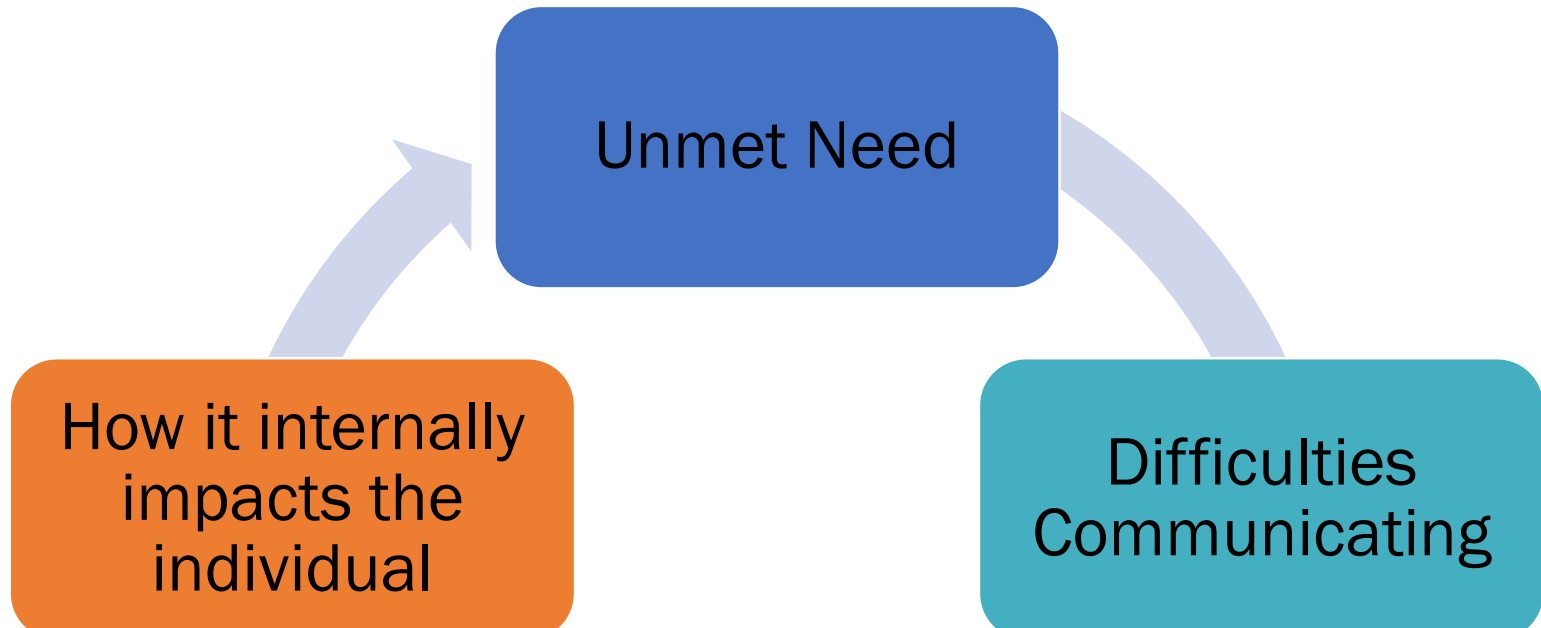 Unmet Need
How it internally
impacts the
individual
Difficulties
Communicating